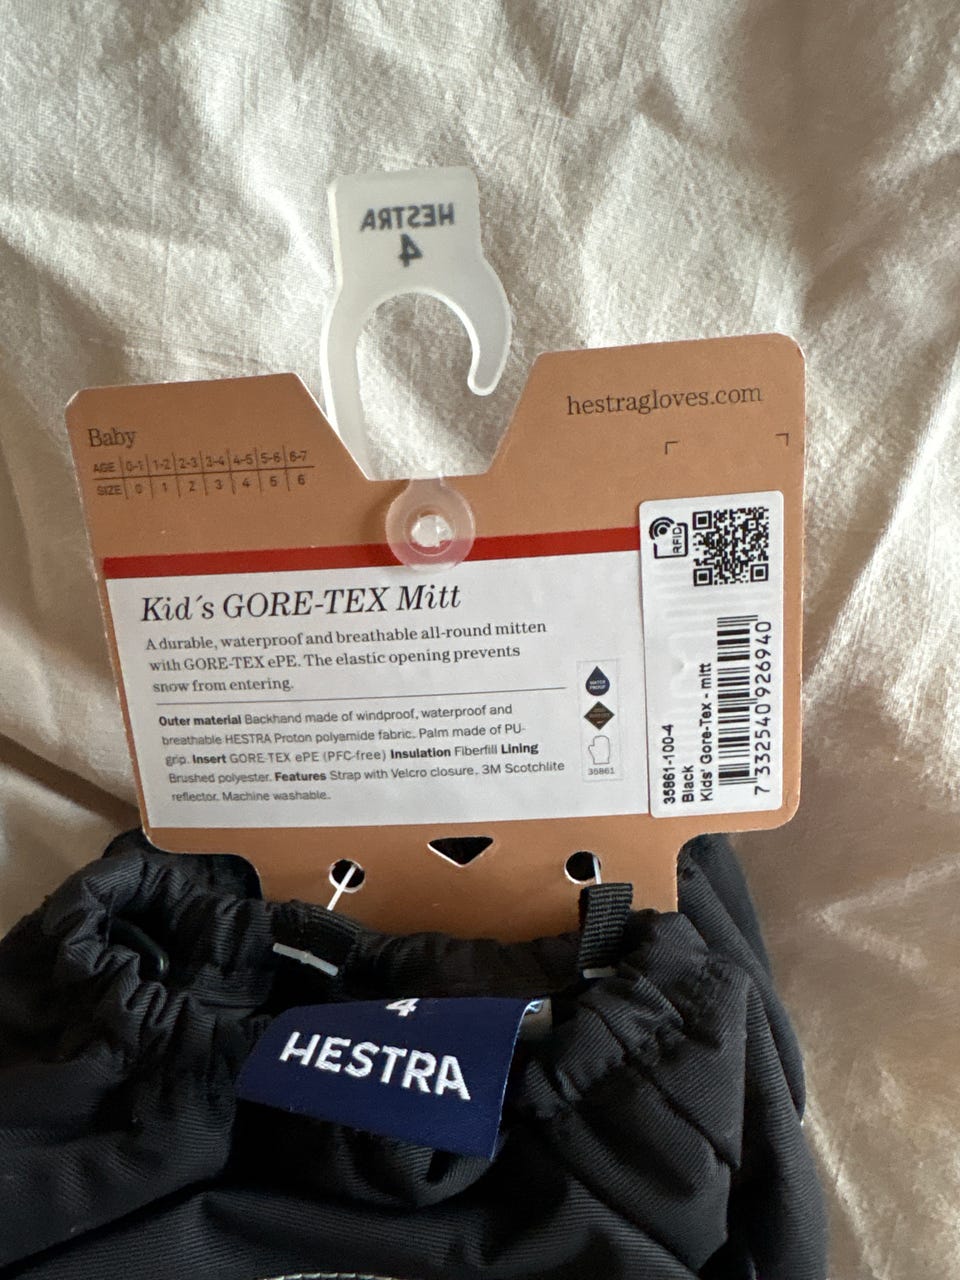 HESTRA
4
hestragloves.com
Baby
AGE 0-1 1-2 2-3 3-4 4-5 5-6 6-7
SIZE 0 1 2 3 4 5 6
Kid´s GORE-TEX Mitt
A durable, waterproof and breathable all-round mitten
with GORE-TEX ePE. The elastic opening prevents
snow from entering.
Outer material Backhand made of windproof, waterproof and
breathable HESTRA Proton polyamide fabric. Palm made of PU-
grip. Insert GORE-TEX ePE (PFC-free) Insulation Fiberfill Lining
Brushed polyester. Features Strap with Velcro closure. 3M Scotchlite
reflector. Machine washable.
WATER
PROOF
35861
RFID
35861-100-4
Black
Kids' Gore-Tex - mitt
7 332540 926940
4
HESTRA